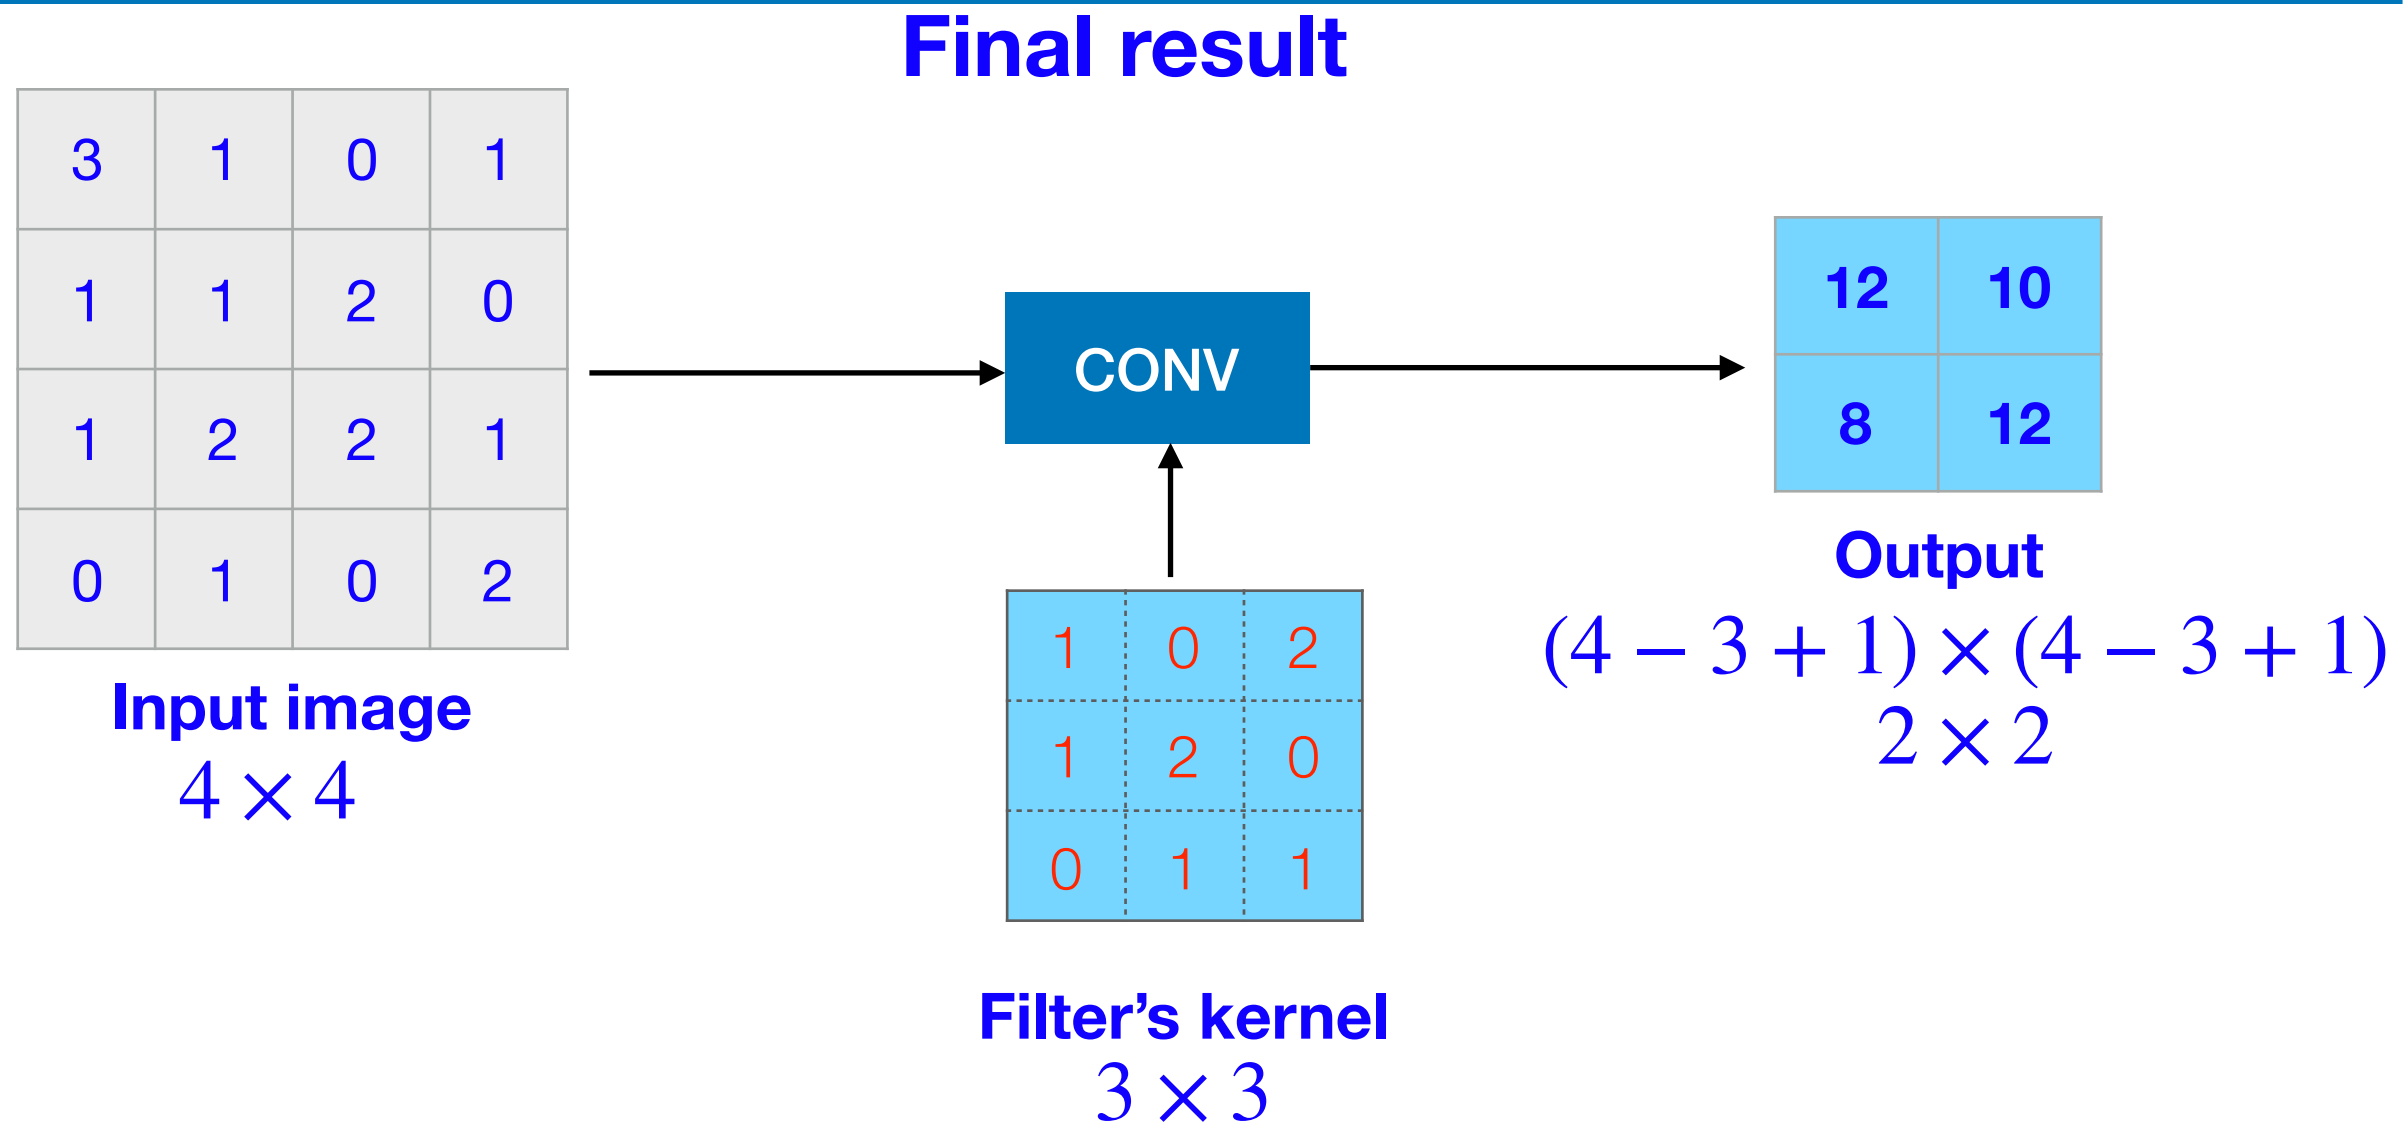 Final result
3 1 0 1
1 1 2 0
1 2 2 1
0 1 0 2
Input image
4 × 4
CONV
1 0 2
1 2 0
0 1 1
Filter’s kernel
3 × 3
12 10
8 12
Output
(4 − 3 + 1) × (4 − 3 + 1)
2 × 2